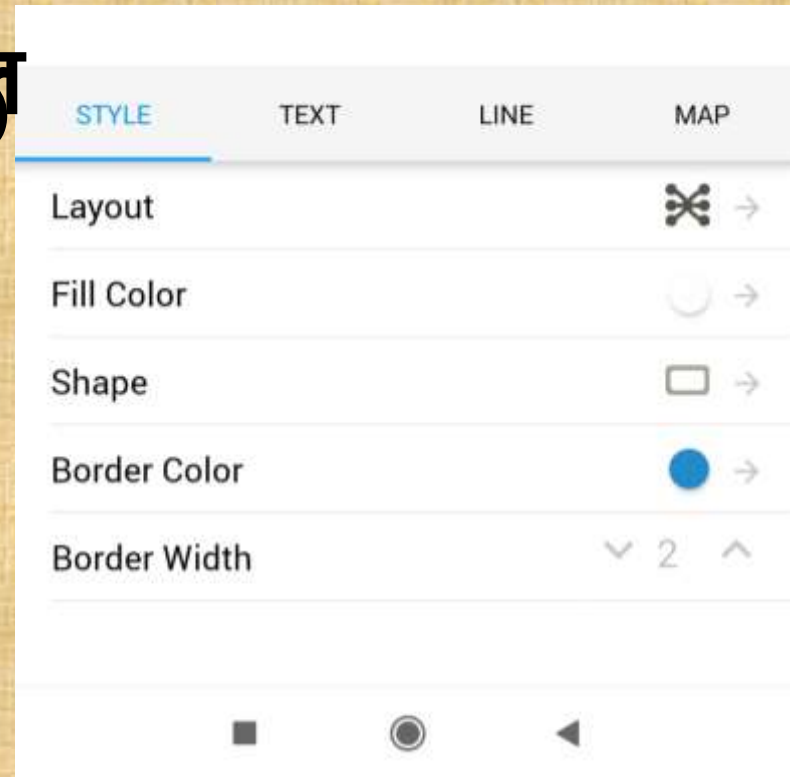 STYLE TEXT LINE MAP
Layout
Fill Color
Shape
Border Color
Border Width 2